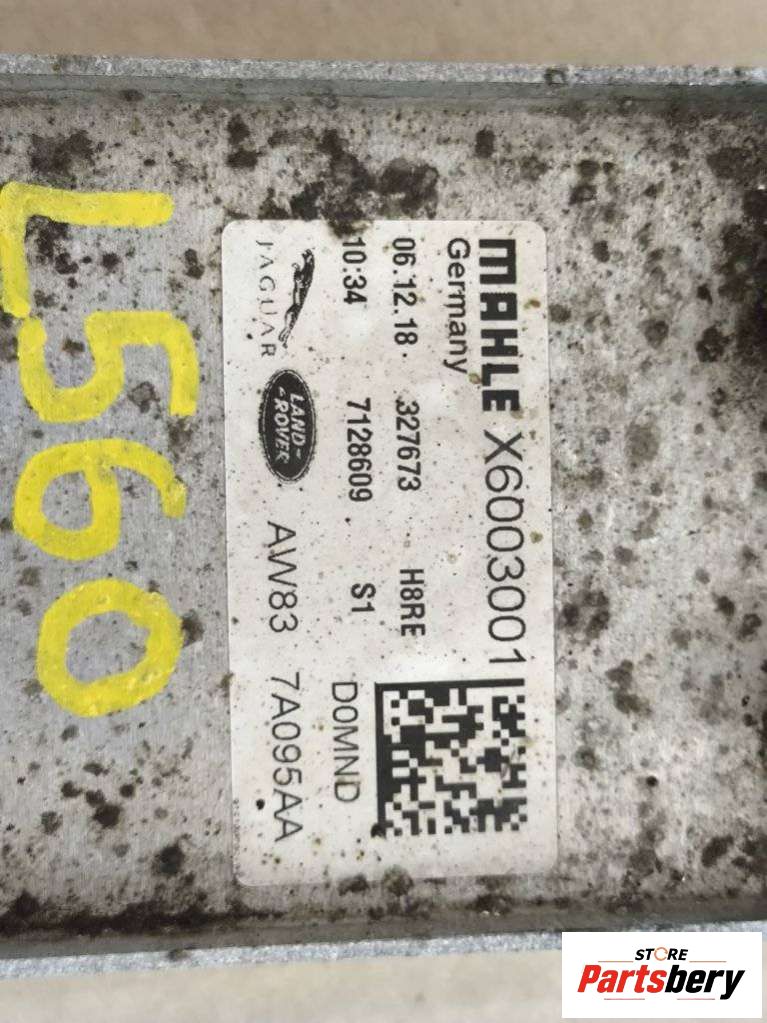 MAHLE X6003001
Germany
06.12.18 327673 H8RE
10:34 7128609 S1 D0MND
JAGUAR LAND-ROVER AW83 7A095AA
L560
STORE
Partsbery